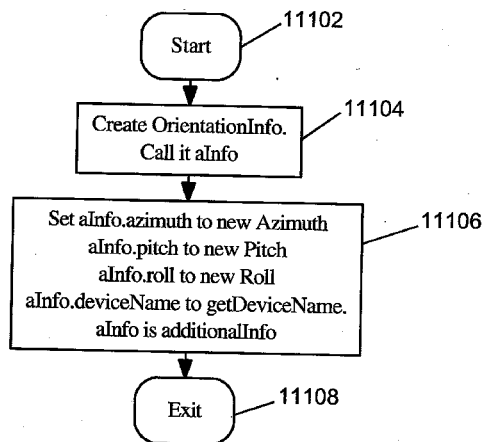 Start
11102
Create OrientationInfo.
Call it aInfo
11104
Set aInfo.azimuth to new Azimuth
aInfo.pitch to new Pitch
aInfo.roll to new Roll
aInfo.deviceName to getDeviceName.
aInfo is additionalInfo
11106
Exit
11108